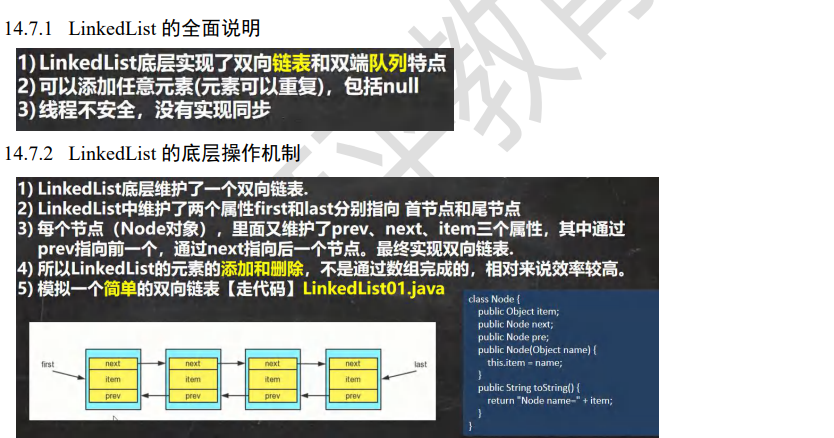 14.7.1 LinkedList 的全面说明
1) LinkedList底层实现了双向链表和双端队列特点
2) 可以添加任意元素(元素可以重复)，包括null
3) 线程不安全，没有实现同步
14.7.2 LinkedList 的底层操作机制
1) LinkedList底层维护了一个双向链表.
2) LinkedList中维护了两个属性first和last分别指向 首节点和尾节点
3) 每个节点（Node对象），里面又维护了prev、next、item三个属性，其中通过
prev指向前一个，通过next指向后一个节点。最终实现双向链表.
4) 所以LinkedList的元素的添加和删除，不是通过数组完成的，相对来说效率较高。
5) 模拟一个简单的双向链表【走代码】LinkedList01.java
first
next
item
prev
next
item
prev
next
item
prev
next
item
prev
last
class Node {
public Object item;
public Node next;
public Node pre;
public Node(Object name) {
this.item = name;
}
public String toString() {
return "Node name=" + item;
}
}